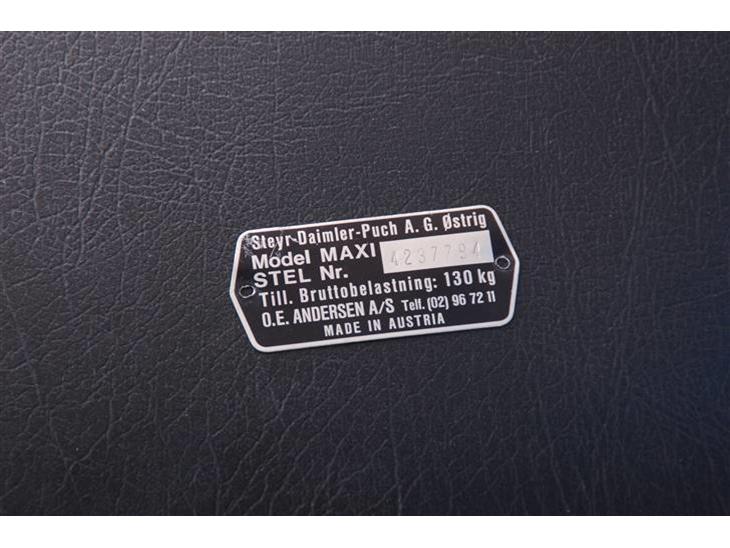 Steyr-Daimler-Puch A. G. Østrig
Model MAXI
STEL Nr. 4237794
Till. Bruttobelastning: 130 kg
O.E. ANDERSEN A/S Telf. (02) 96 72 11
MADE IN AUSTRIA